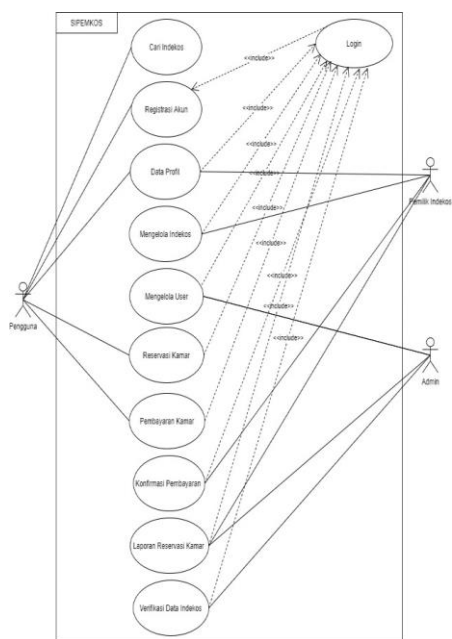 SIPEMKOS
Cari Indekos
Login
<<include>>
Registrasi Akun
<<include>>
<<include>>
Data Profil
<<include>>
Pemilik Indekos
<<include>>
Mengelola Indekos
<<include>>
<<include>>
Mengelola User
<<include>>
Pengguna
<<include>>
Reservasi Kamar
Admin
Pembayaran Kamar
Konfirmasi Pembayaran
Laporan Reservasi Kamar
Verifikasi Data Indekos